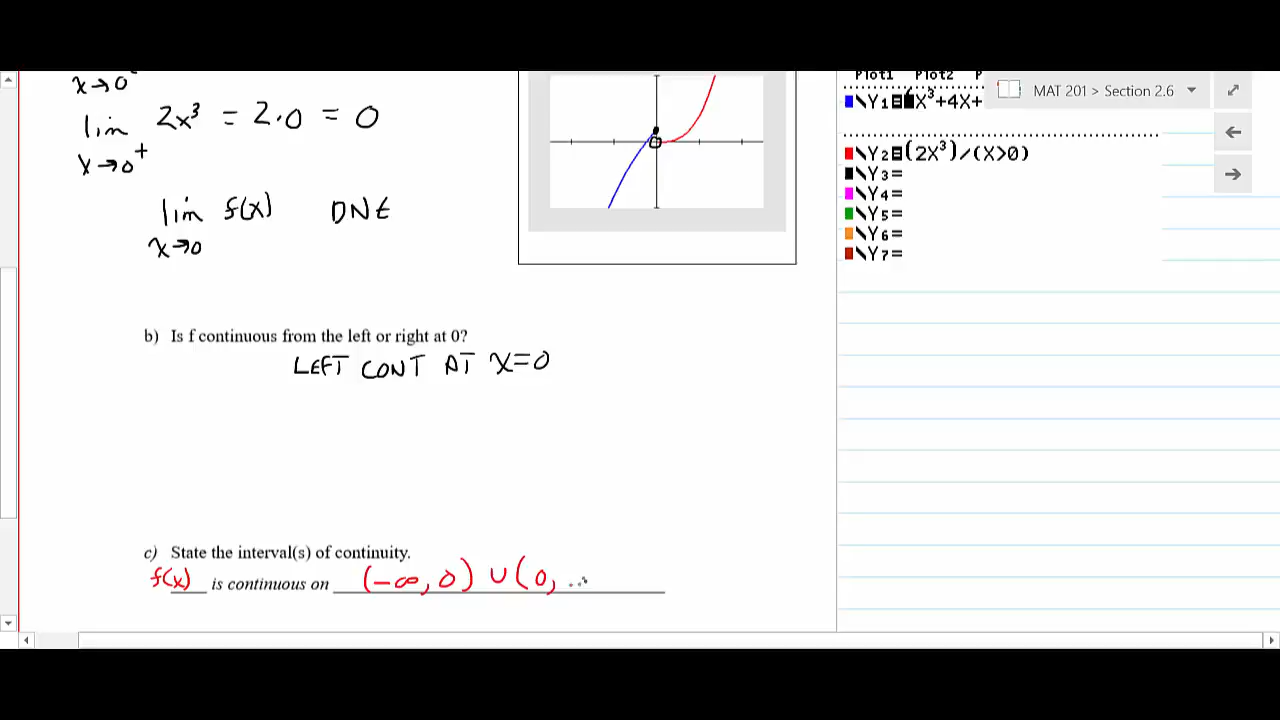 x→0
lim 2x³ = 2·0 = 0
x→0⁺
lim f(x) DNE
x→0
b) Is f continuous from the left or right at 0?
LEFT CONT AT x=0
c) State the interval(s) of continuity.
f(x) is continuous on (-∞, 0) ∪ (0,
Plot1 Plot2 P
MAT 201 > Section 2.6
\Y₁=(X³+4X+
\Y₂=(2X³)/(X>0)
\Y₃=
\Y₄=
\Y₅=
\Y₆=
\Y₇=